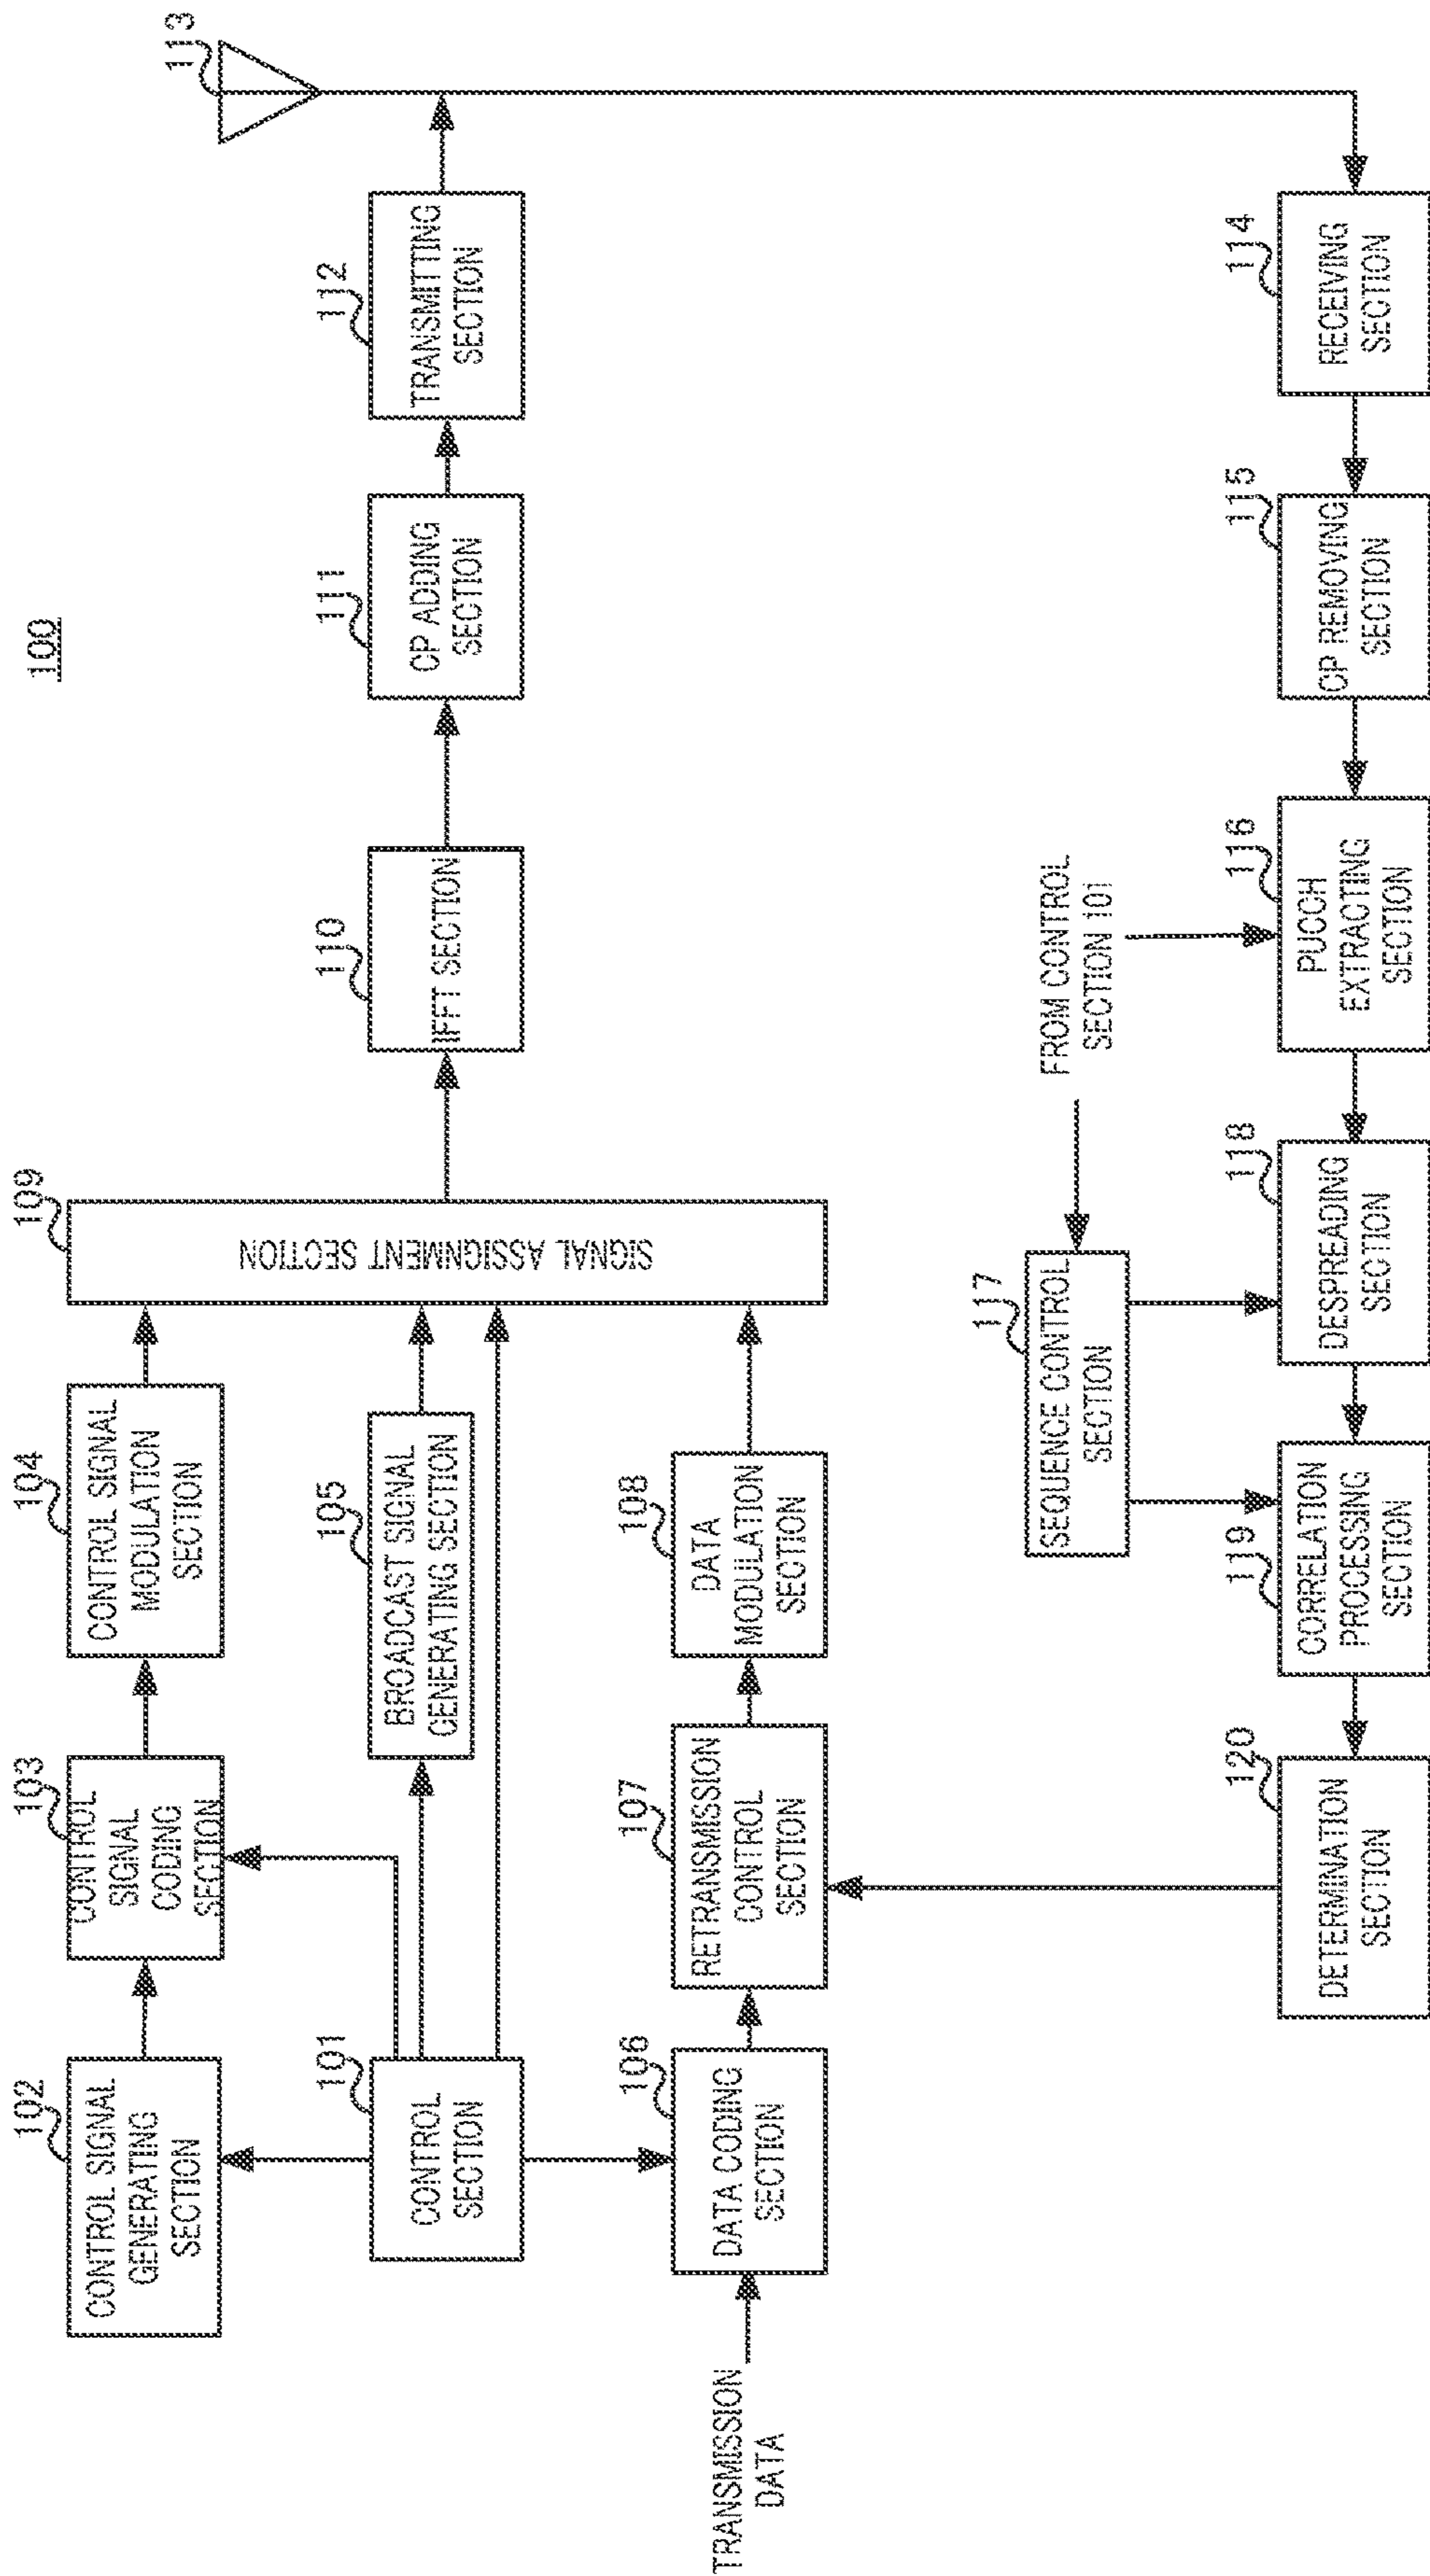 100
102
CONTROL SIGNAL
GENERATING
SECTION
103
CONTROL
SIGNAL
CODING
SECTION
104
CONTROL SIGNAL
MODULATION
SECTION
109
SIGNAL ASSIGNMENT SECTION
101
CONTROL
SECTION
105
BROADCAST SIGNAL
GENERATING SECTION
110
IFFT SECTION
111
CP ADDING
SECTION
112
TRANSMITTING
SECTION
113
TRANSMISSION
DATA
106
DATA CODING
SECTION
107
RETRANSMISSION
CONTROL
SECTION
108
DATA
MODULATION
SECTION
117
SEQUENCE CONTROL
SECTION
FROM CONTROL
SECTION 101
120
DETERMINATION
SECTION
119
CORRELATION
PROCESSING
SECTION
118
DESPREADING
SECTION
116
PUCCH
EXTRACTING
SECTION
115
CP REMOVING
SECTION
114
RECEIVING
SECTION